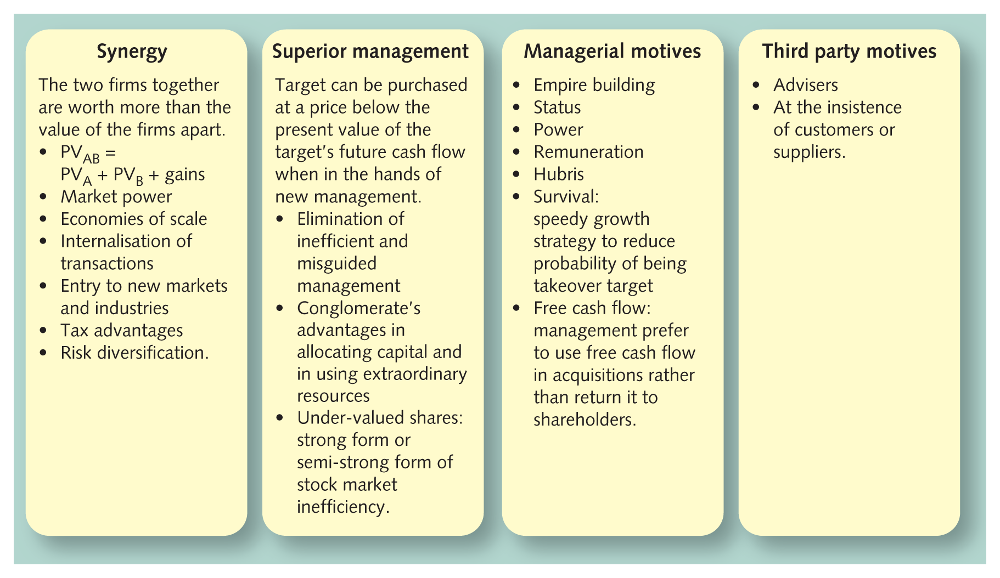 Synergy
The two firms together
are worth more than the
value of the firms apart.
• PV_AB =
PV_A + PV_B + gains
• Market power
• Economies of scale
• Internalisation of
transactions
• Entry to new markets
and industries
• Tax advantages
• Risk diversification.
Superior management
Target can be purchased
at a price below the
present value of the
target's future cash flow
when in the hands of
new management.
• Elimination of
inefficient and
misguided
management
• Conglomerate's
advantages in
allocating capital and
in using extraordinary
resources
• Under-valued shares:
strong form or
semi-strong form of
stock market
inefficiency.
Managerial motives
• Empire building
• Status
• Power
• Remuneration
• Hubris
• Survival:
speedy growth
strategy to reduce
probability of being
takeover target
• Free cash flow:
management prefer
to use free cash flow
in acquisitions rather
than return it to
shareholders.
Third party motives
• Advisers
• At the insistence
of customers or
suppliers.